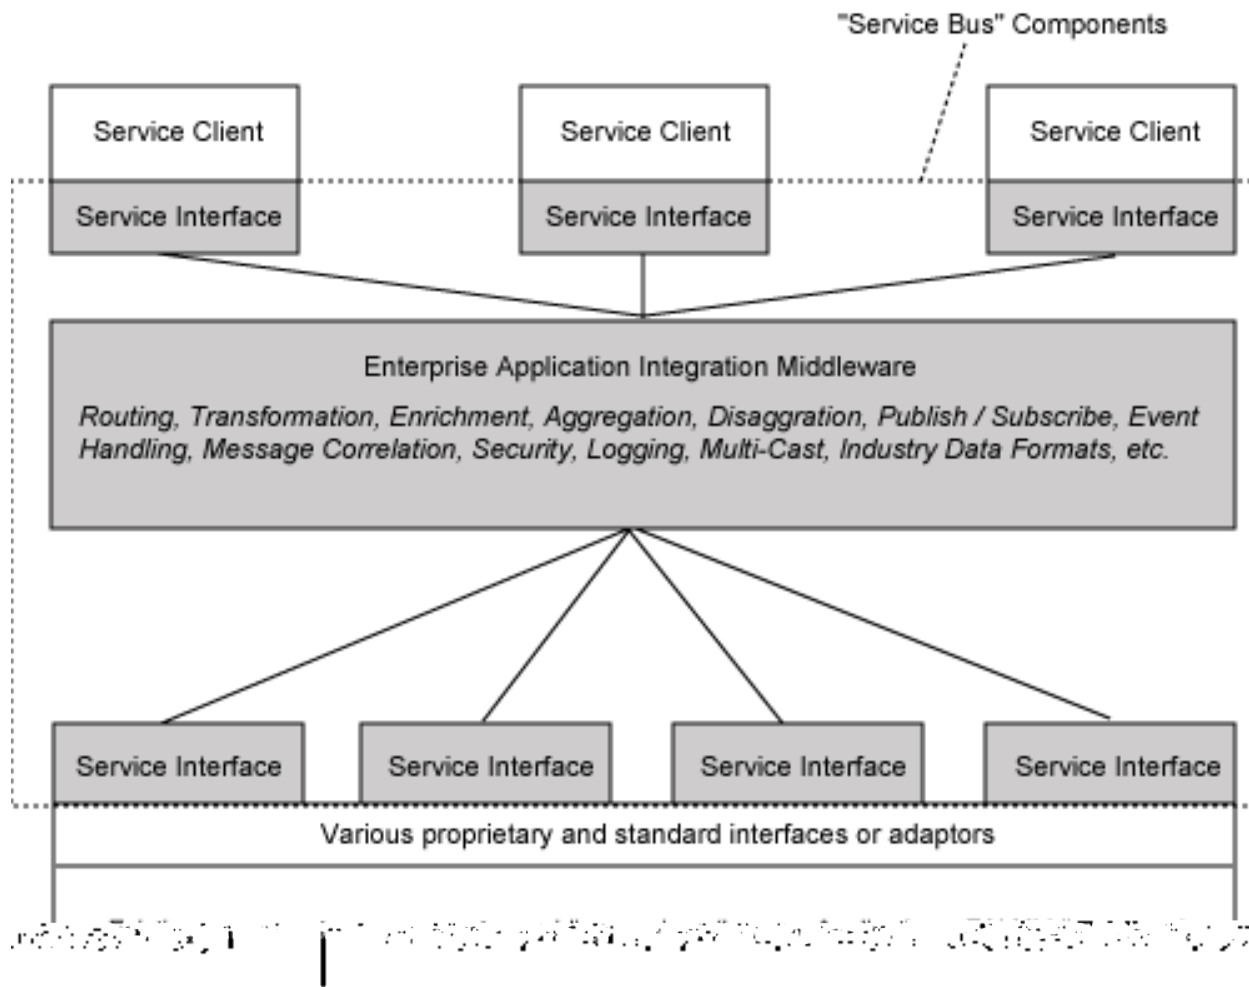 "Service Bus" Components
Service Client
Service Client
Service Client
Service Interface
Service Interface
Service Interface
Enterprise Application Integration Middleware
Routing, Transformation, Enrichment, Aggregation, Disaggration, Publish / Subscribe, Event
Handling, Message Correlation, Security, Logging, Multi-Cast, Industry Data Formats, etc.
Service Interface
Service Interface
Service Interface
Service Interface
Various proprietary and standard interfaces or adaptors